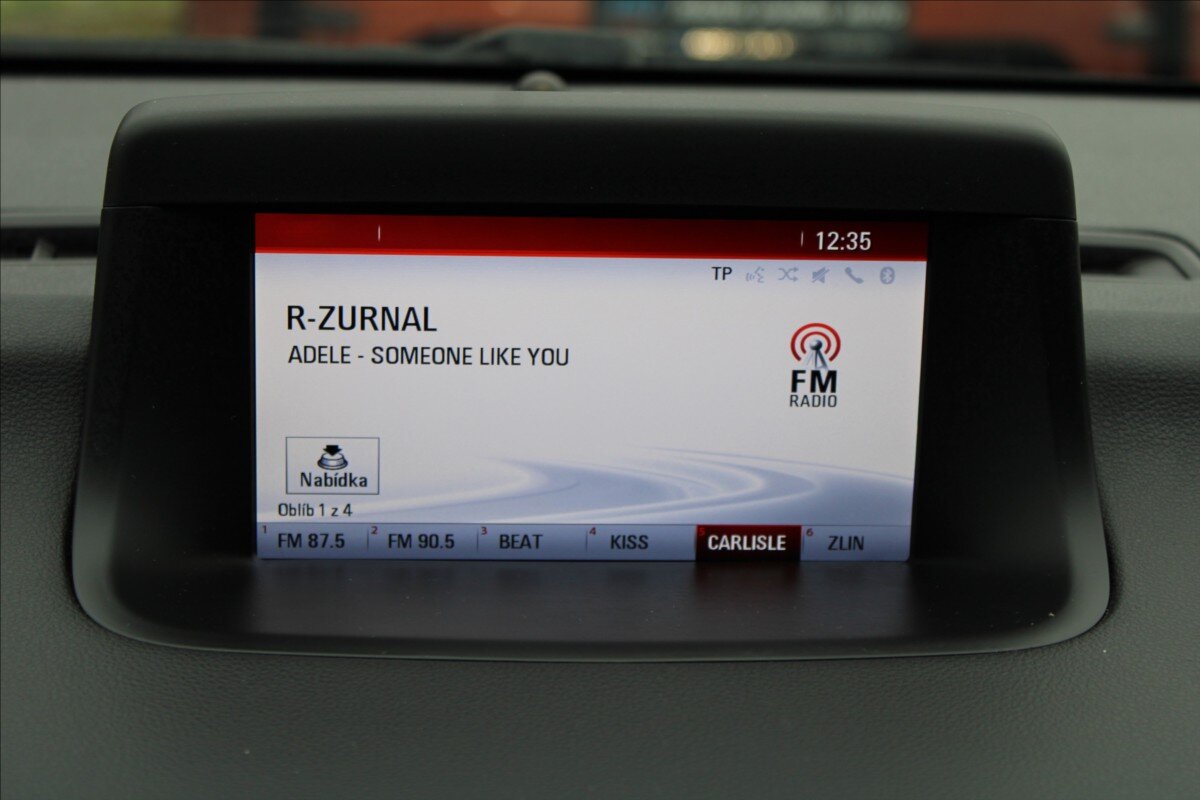 12:35
TP
R-ZURNAL
ADELE - SOMEONE LIKE YOU
FM
RADIO
Nabídka
Oblíb 1 z 4
1 FM 87.5 2 FM 90.5 3 BEAT 4 KISS 5 CARLISLE 6 ZLIN